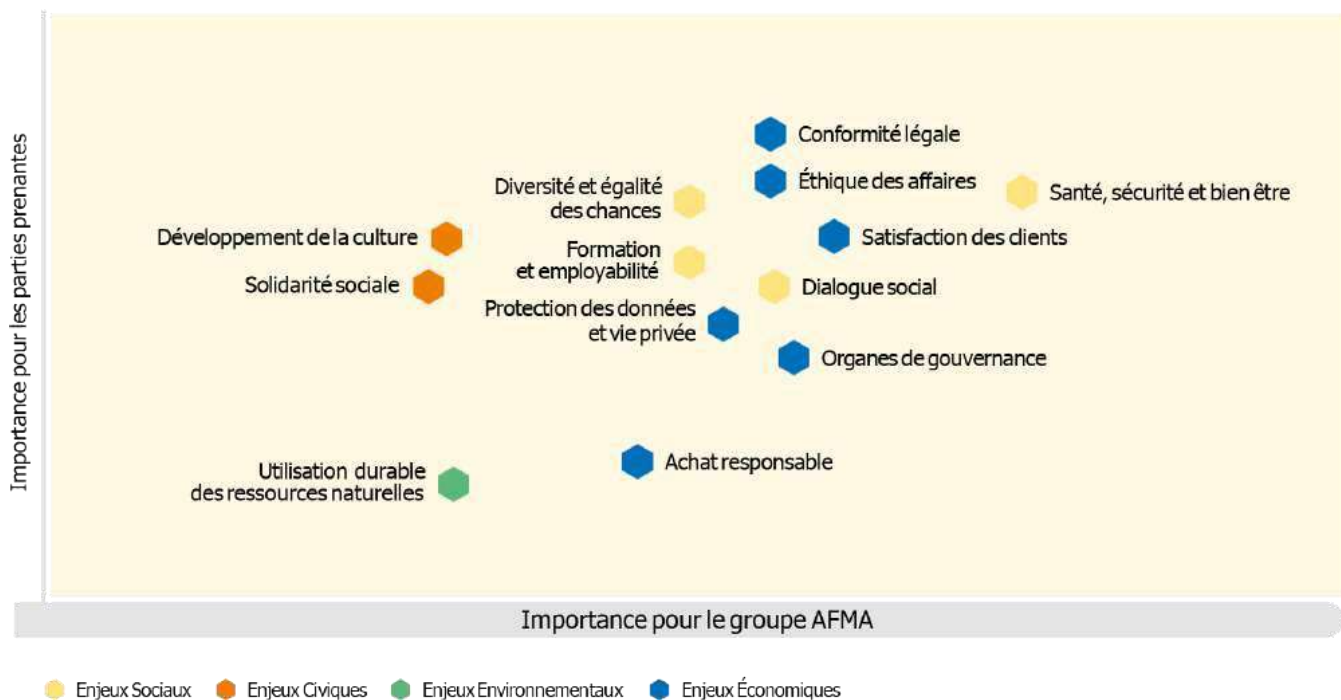 Importance pour les parties prenantes
Conformité légale
Éthique des affaires
Diversité et égalité
des chances
Santé, sécurité et bien être
Développement de la culture
Satisfaction des clients
Formation
et employabilité
Solidarité sociale
Dialogue social
Protection des données
et vie privée
Organes de gouvernance
Achat responsable
Utilisation durable
des ressources naturelles
Importance pour le groupe AFMA
Enjeux Sociaux
Enjeux Civiques
Enjeux Environnementaux
Enjeux Économiques